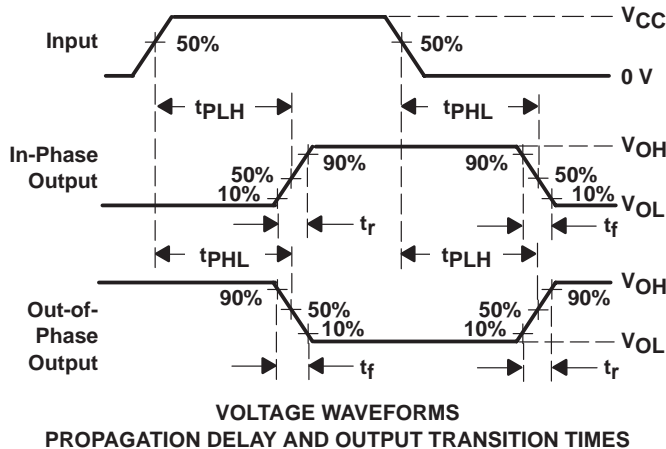 VCC
Input
50%
50%
0 V
tPLH
tPHL
In-Phase
Output
VOH
50%
10%
90%
90%
50%
10%
VOL
tr
tf
tPHL
tPLH
Out-of-
Phase
Output
VOH
90%
50%
10%
50%
10%
90%
VOL
tf
tr
VOLTAGE WAVEFORMS
PROPAGATION DELAY AND OUTPUT TRANSITION TIMES